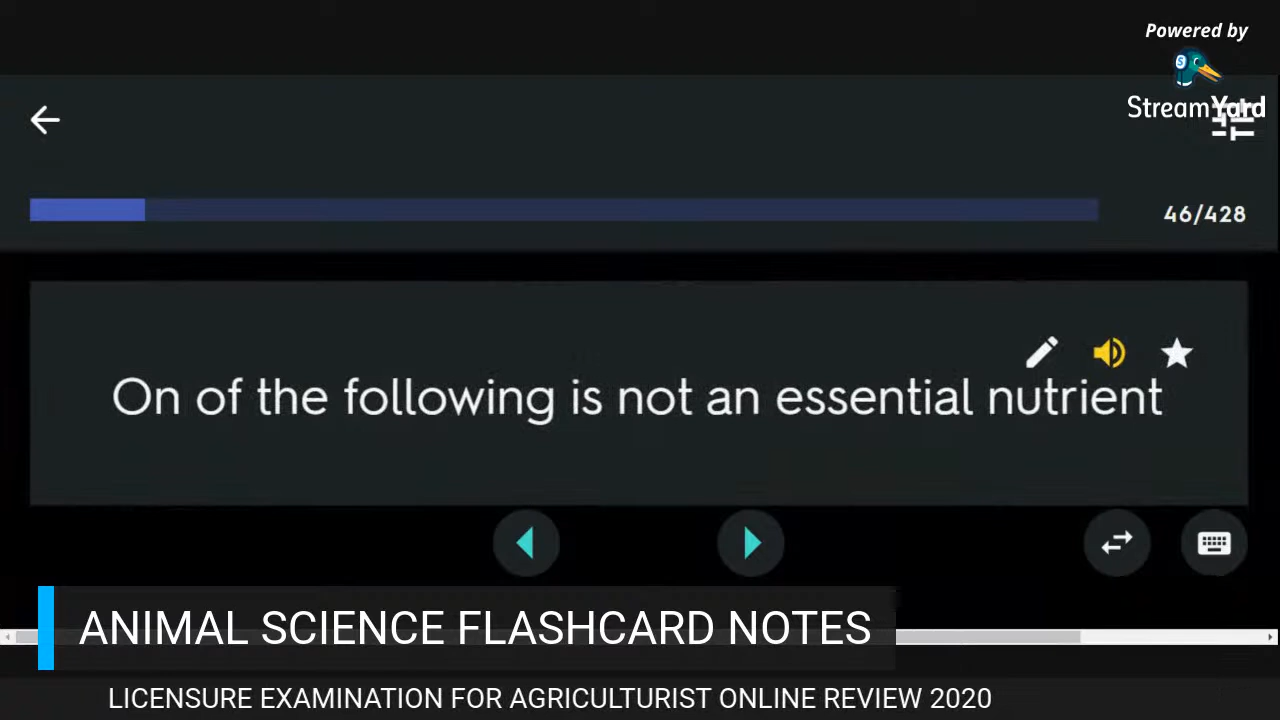 Powered by
StreamYard
46/428
On of the following is not an essential nutrient
ANIMAL SCIENCE FLASHCARD NOTES
LICENSURE EXAMINATION FOR AGRICULTURIST ONLINE REVIEW 2020